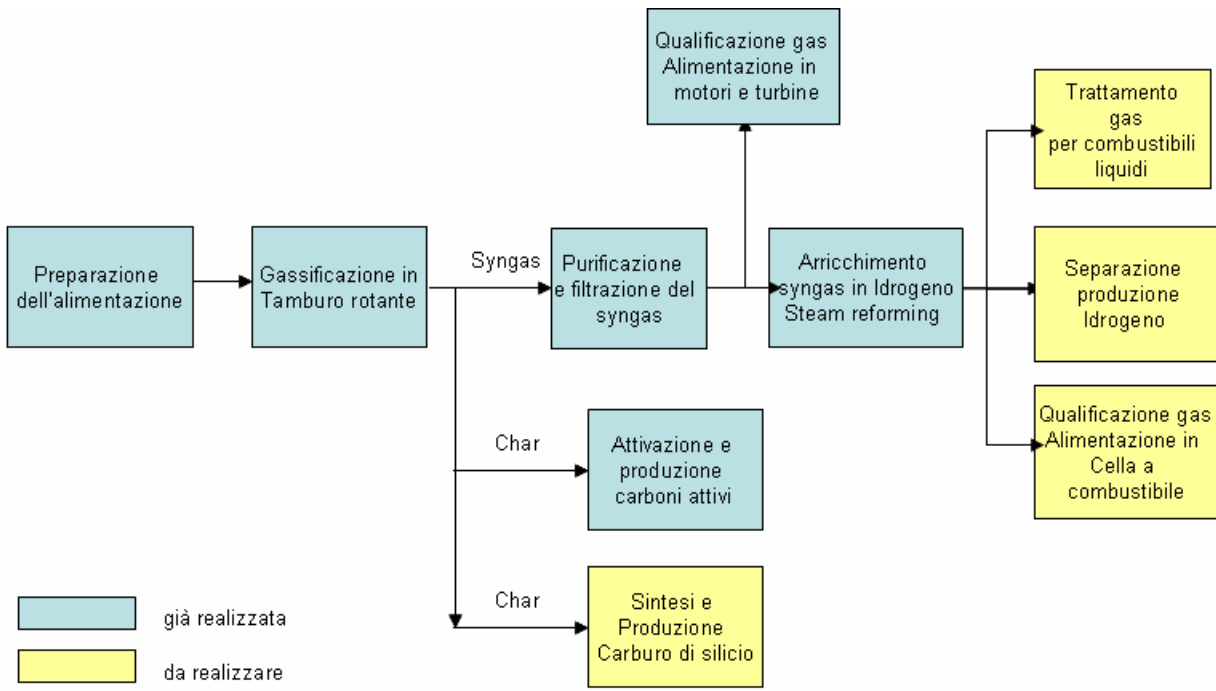 Qualificazione gas
Alimentazione in
motori e turbine
Trattamento
gas
per combustibili
liquidi
Preparazione
dell'alimentazione
Gassificazione in
Tamburo rotante
Syngas
Purificazione
e filtrazione del
syngas
Arricchimento
syngas in Idrogeno
Steam reforming
Separazione
produzione
Idrogeno
Qualificazione gas
Alimentazione in
Cella a
combustibile
Char
Attivazione e
produzione
carboni attivi
Char
Sintesi e
Produzione
Carburo di silicio
già realizzata
da realizzare